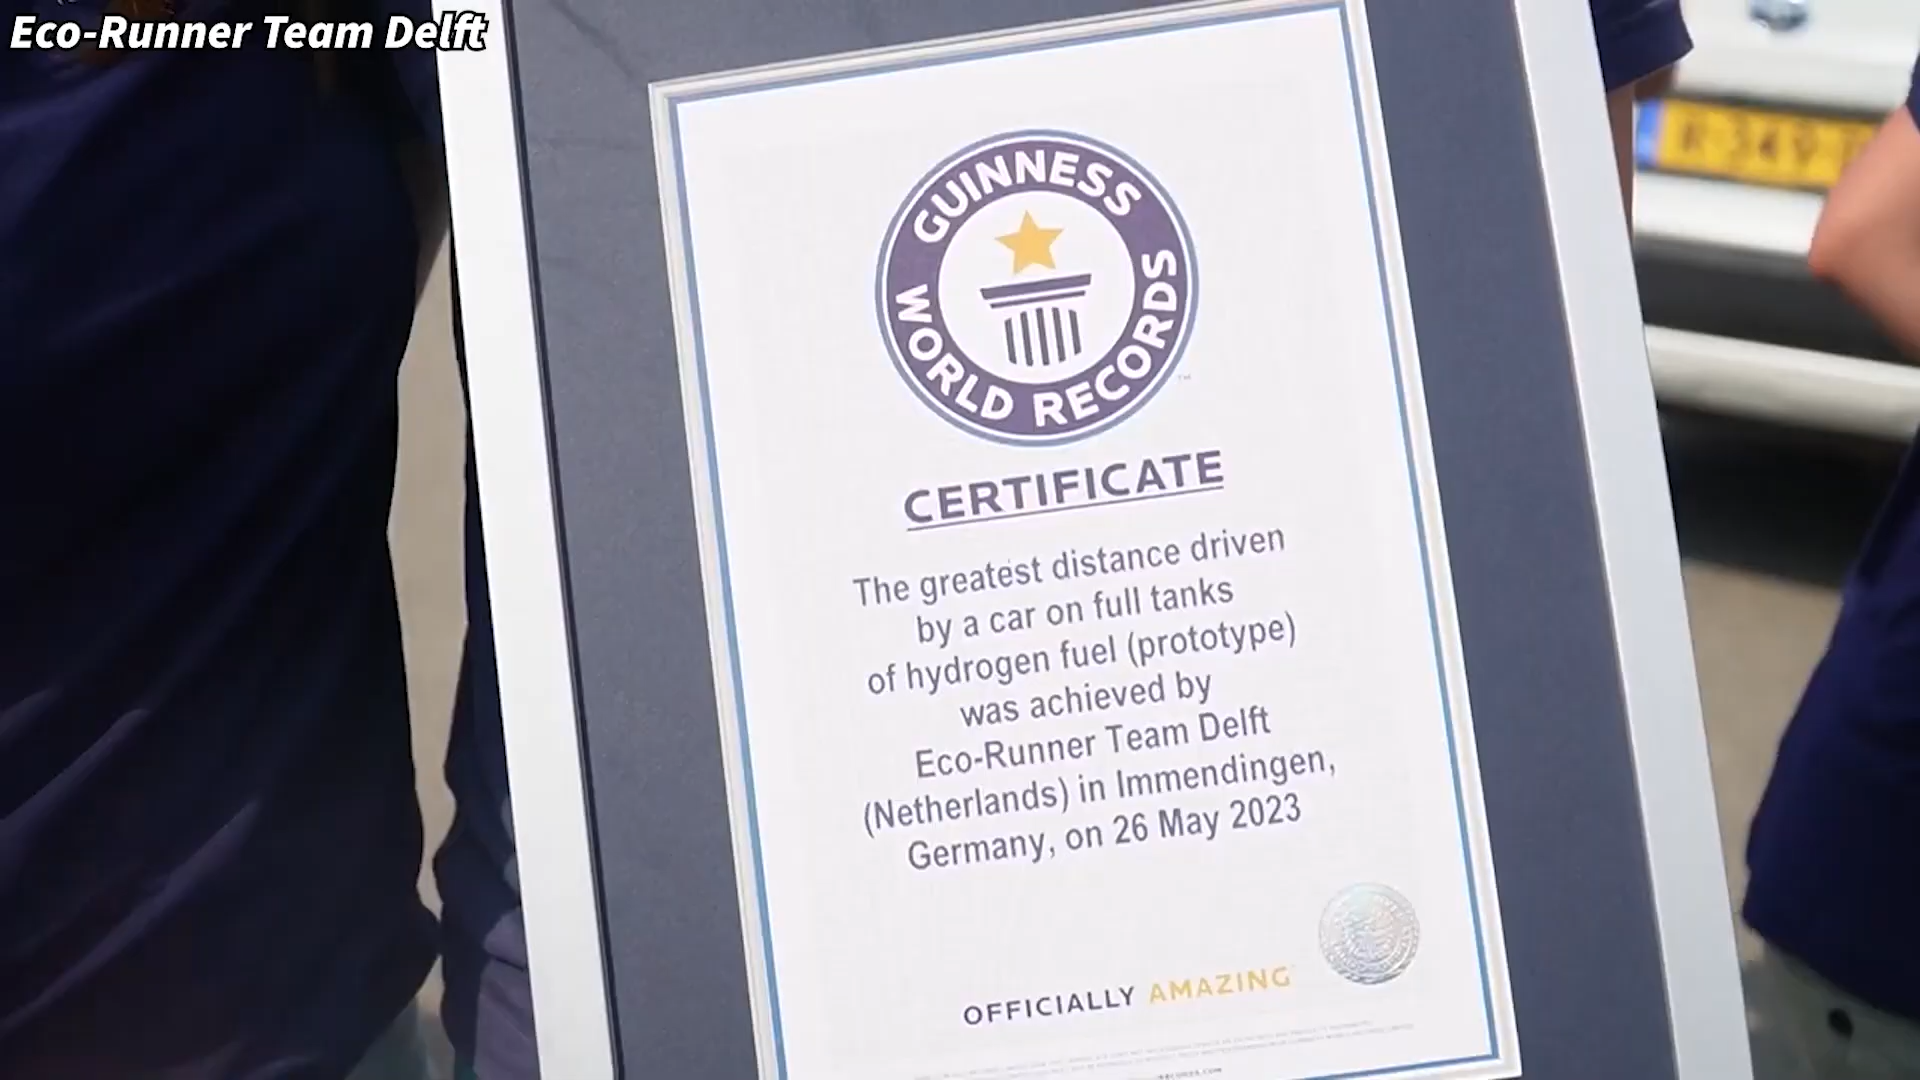 Eco-Runner Team Delft
GUINNESS
WORLD RECORDS
™
CERTIFICATE
The greatest distance driven
by a car on full tanks
of hydrogen fuel (prototype)
was achieved by
Eco-Runner Team Delft
(Netherlands) in Immendingen,
Germany, on 26 May 2023
OFFICIALLY AMAZING